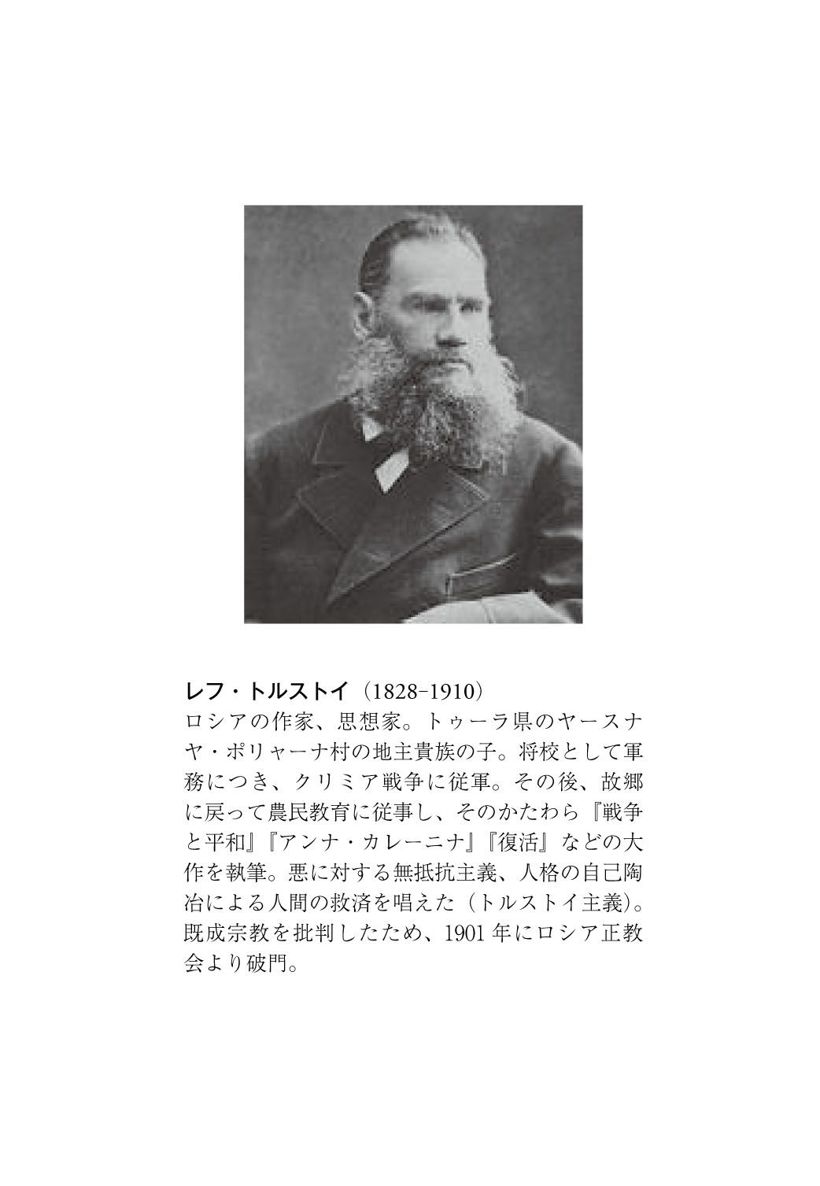 レフ・トルストイ（1828-1910）
ロシアの作家、思想家。トゥーラ県のヤースナ
ヤ・ポリャーナ村の地主貴族の子。将校として軍
務につき、クリミア戦争に従軍。その後、故郷
に戻って農民教育に従事し、そのかたわら『戦争
と平和』『アンナ・カレーニナ』『復活』などの大
作を執筆。悪に対する無抵抗主義、人格の自己陶
冶による人間の救済を唱えた（トルストイ主義）。
既成宗教を批判したため、1901 年にロシア正教
会より破門。